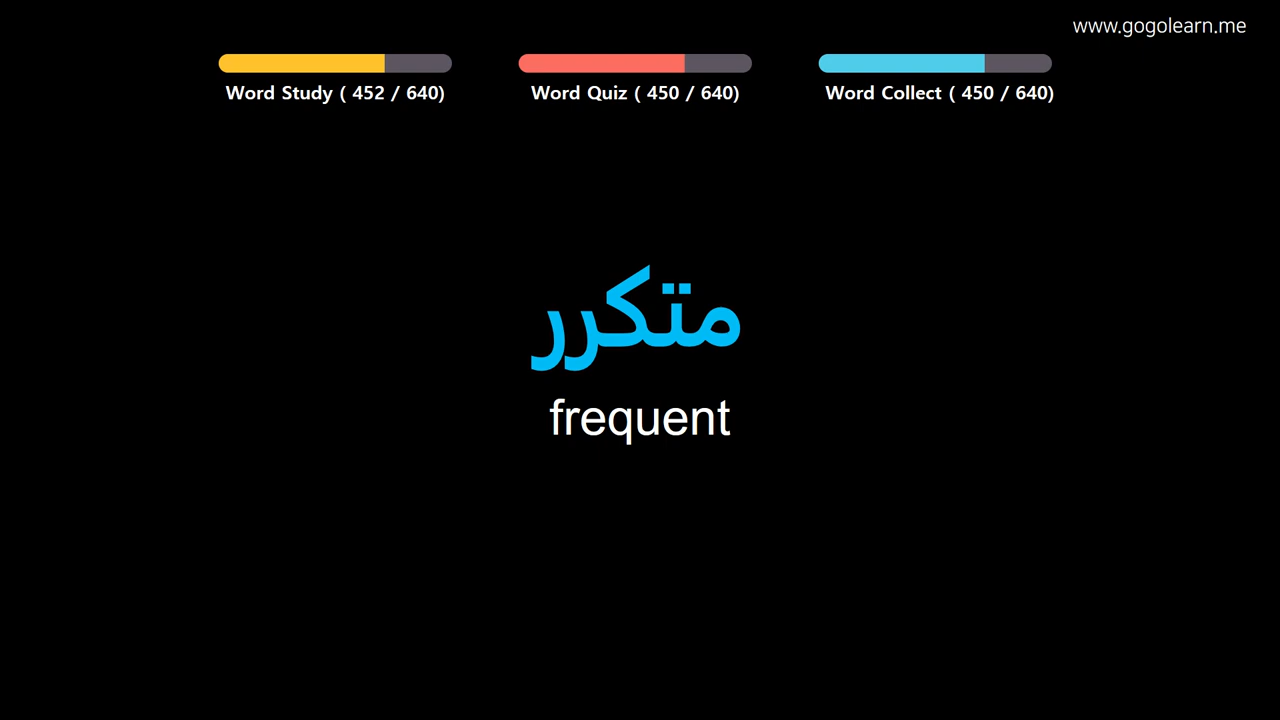 www.gogolearn.me
Word Study ( 452 / 640)
Word Quiz ( 450 / 640)
Word Collect ( 450 / 640)
متكرر
frequent